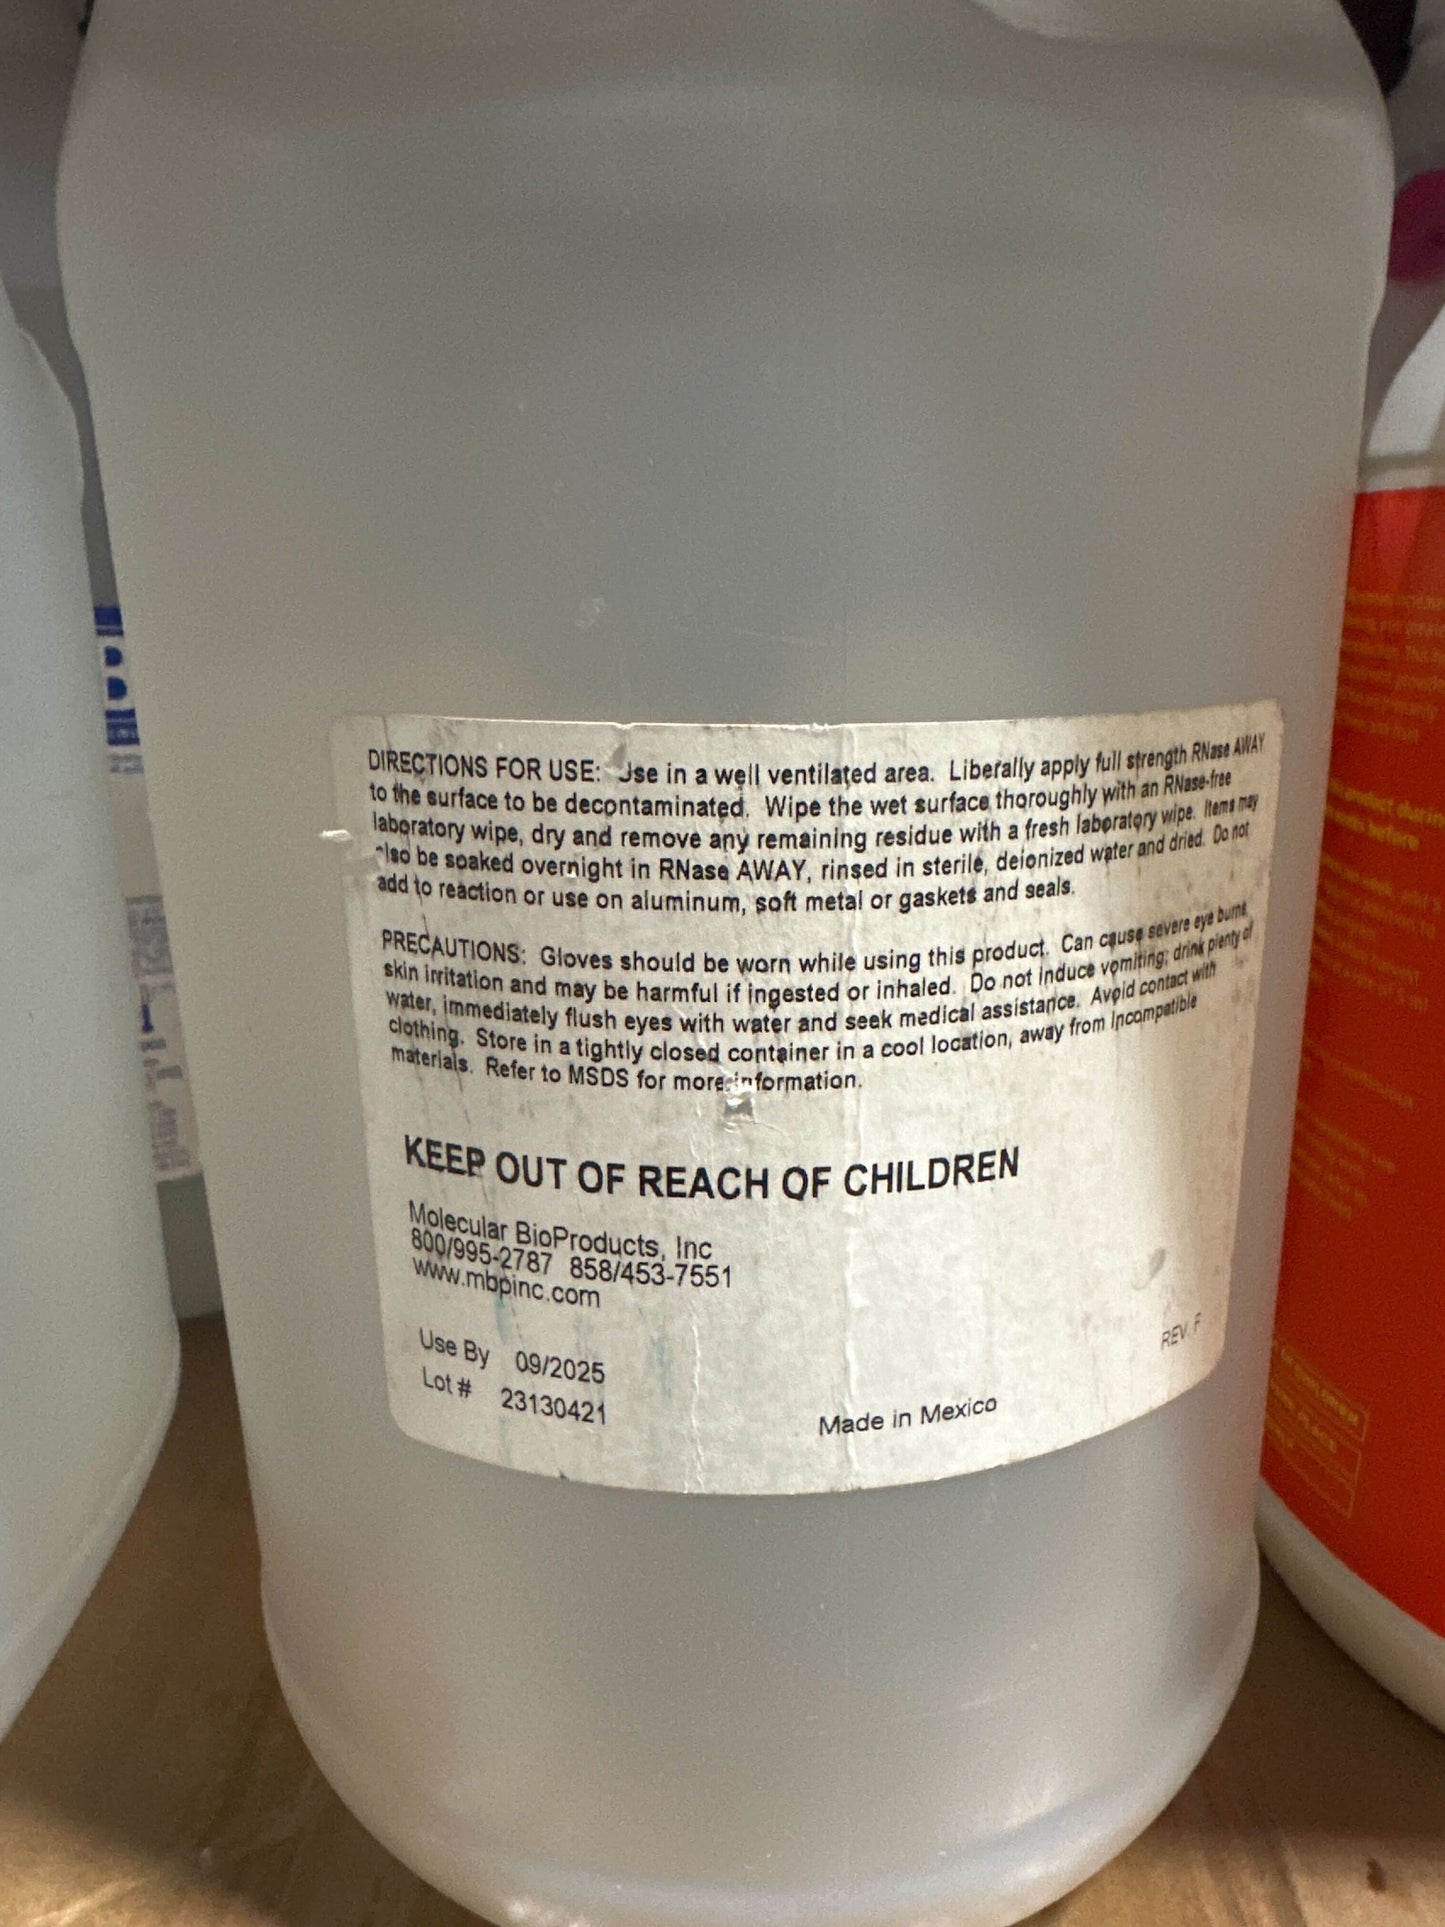 DIRECTIONS FOR USE: Use in a well ventilated area. Liberally apply full strength RNase AWAY
to the surface to be decontaminated. Wipe the wet surface thoroughly with an RNase-free
laboratory wipe, dry and remove any remaining residue with a fresh laboratory wipe. Items may
also be soaked overnight in RNase AWAY, rinsed in sterile, deionized water and dried. Do not
add to reaction or use on aluminum, soft metal or gaskets and seals.
PRECAUTIONS: Gloves should be worn while using this product. Can cause severe eye burns,
skin irritation and may be harmful if ingested or inhaled. Do not induce vomiting; drink plenty of
water, immediately flush eyes with water and seek medical assistance. Avoid contact with
clothing. Store in a tightly closed container in a cool location, away from incompatible
materials. Refer to MSDS for more information.
KEEP OUT OF REACH OF CHILDREN
Molecular BioProducts, Inc
800/995-2787 858/453-7551
www.mbpinc.com
Use By 09/2025
Lot # 23130421
Made in Mexico
REV. F